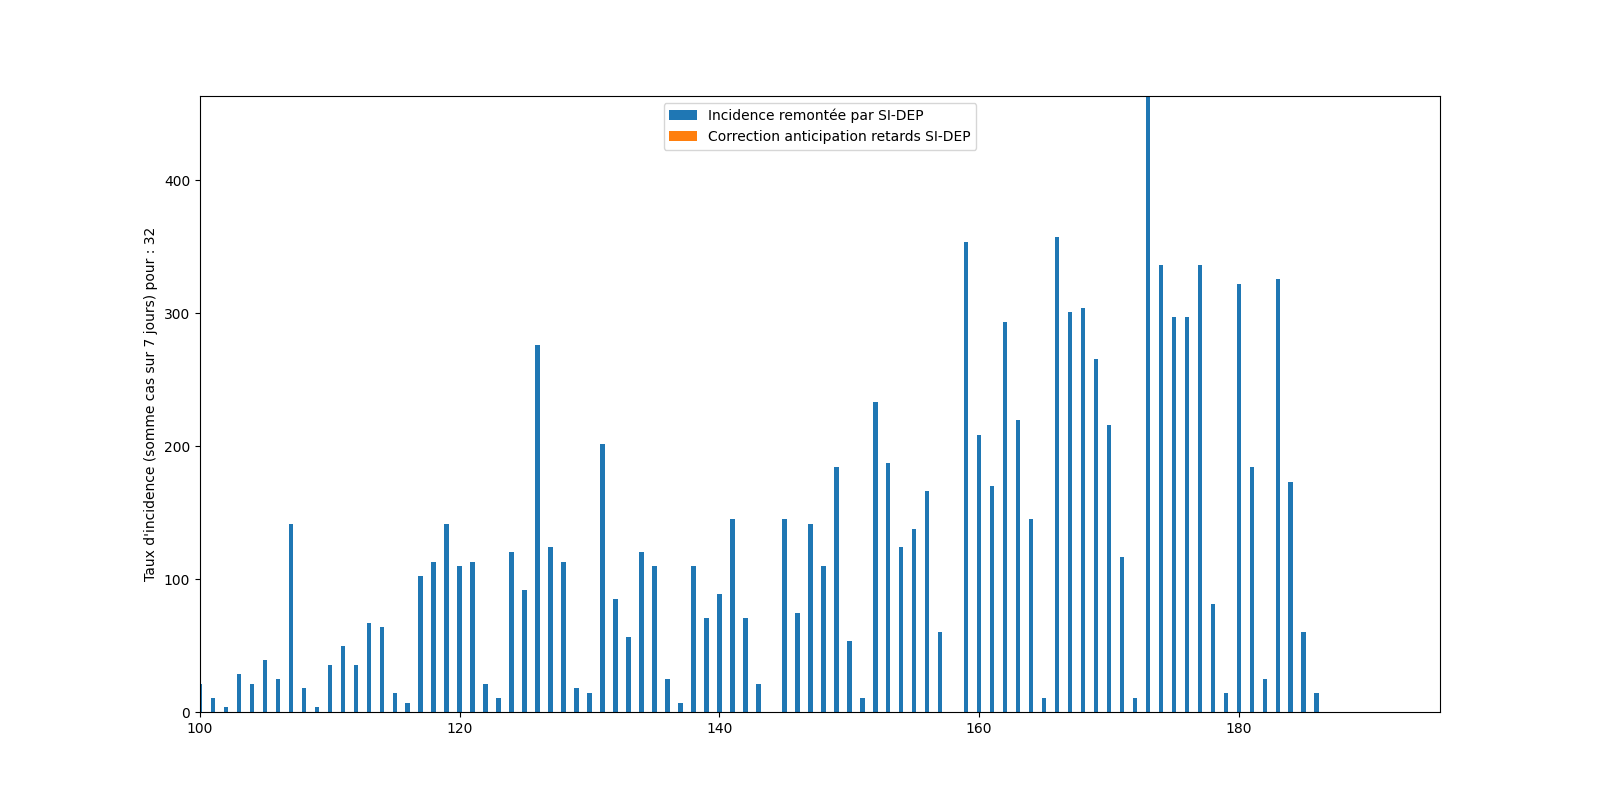 Incidence remontée par SI-DEP
Correction anticipation retards SI-DEP
Taux d'incidence (somme cas sur 7 jours) pour : 32
400
300
200
100
0
100 120 140 160 180